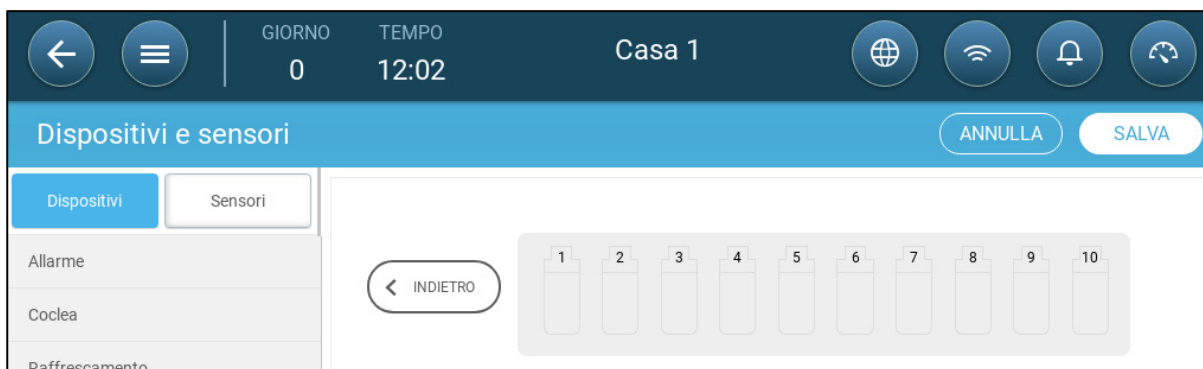 GIORNO TEMPO
0 12:02 Casa 1
Dispositivi e sensori ANNULLA SALVA
Dispositivi Sensori
Allarme
Coclea
Raffrescamento
INDIETRO
1 2 3 4 5 6 7 8 9 10